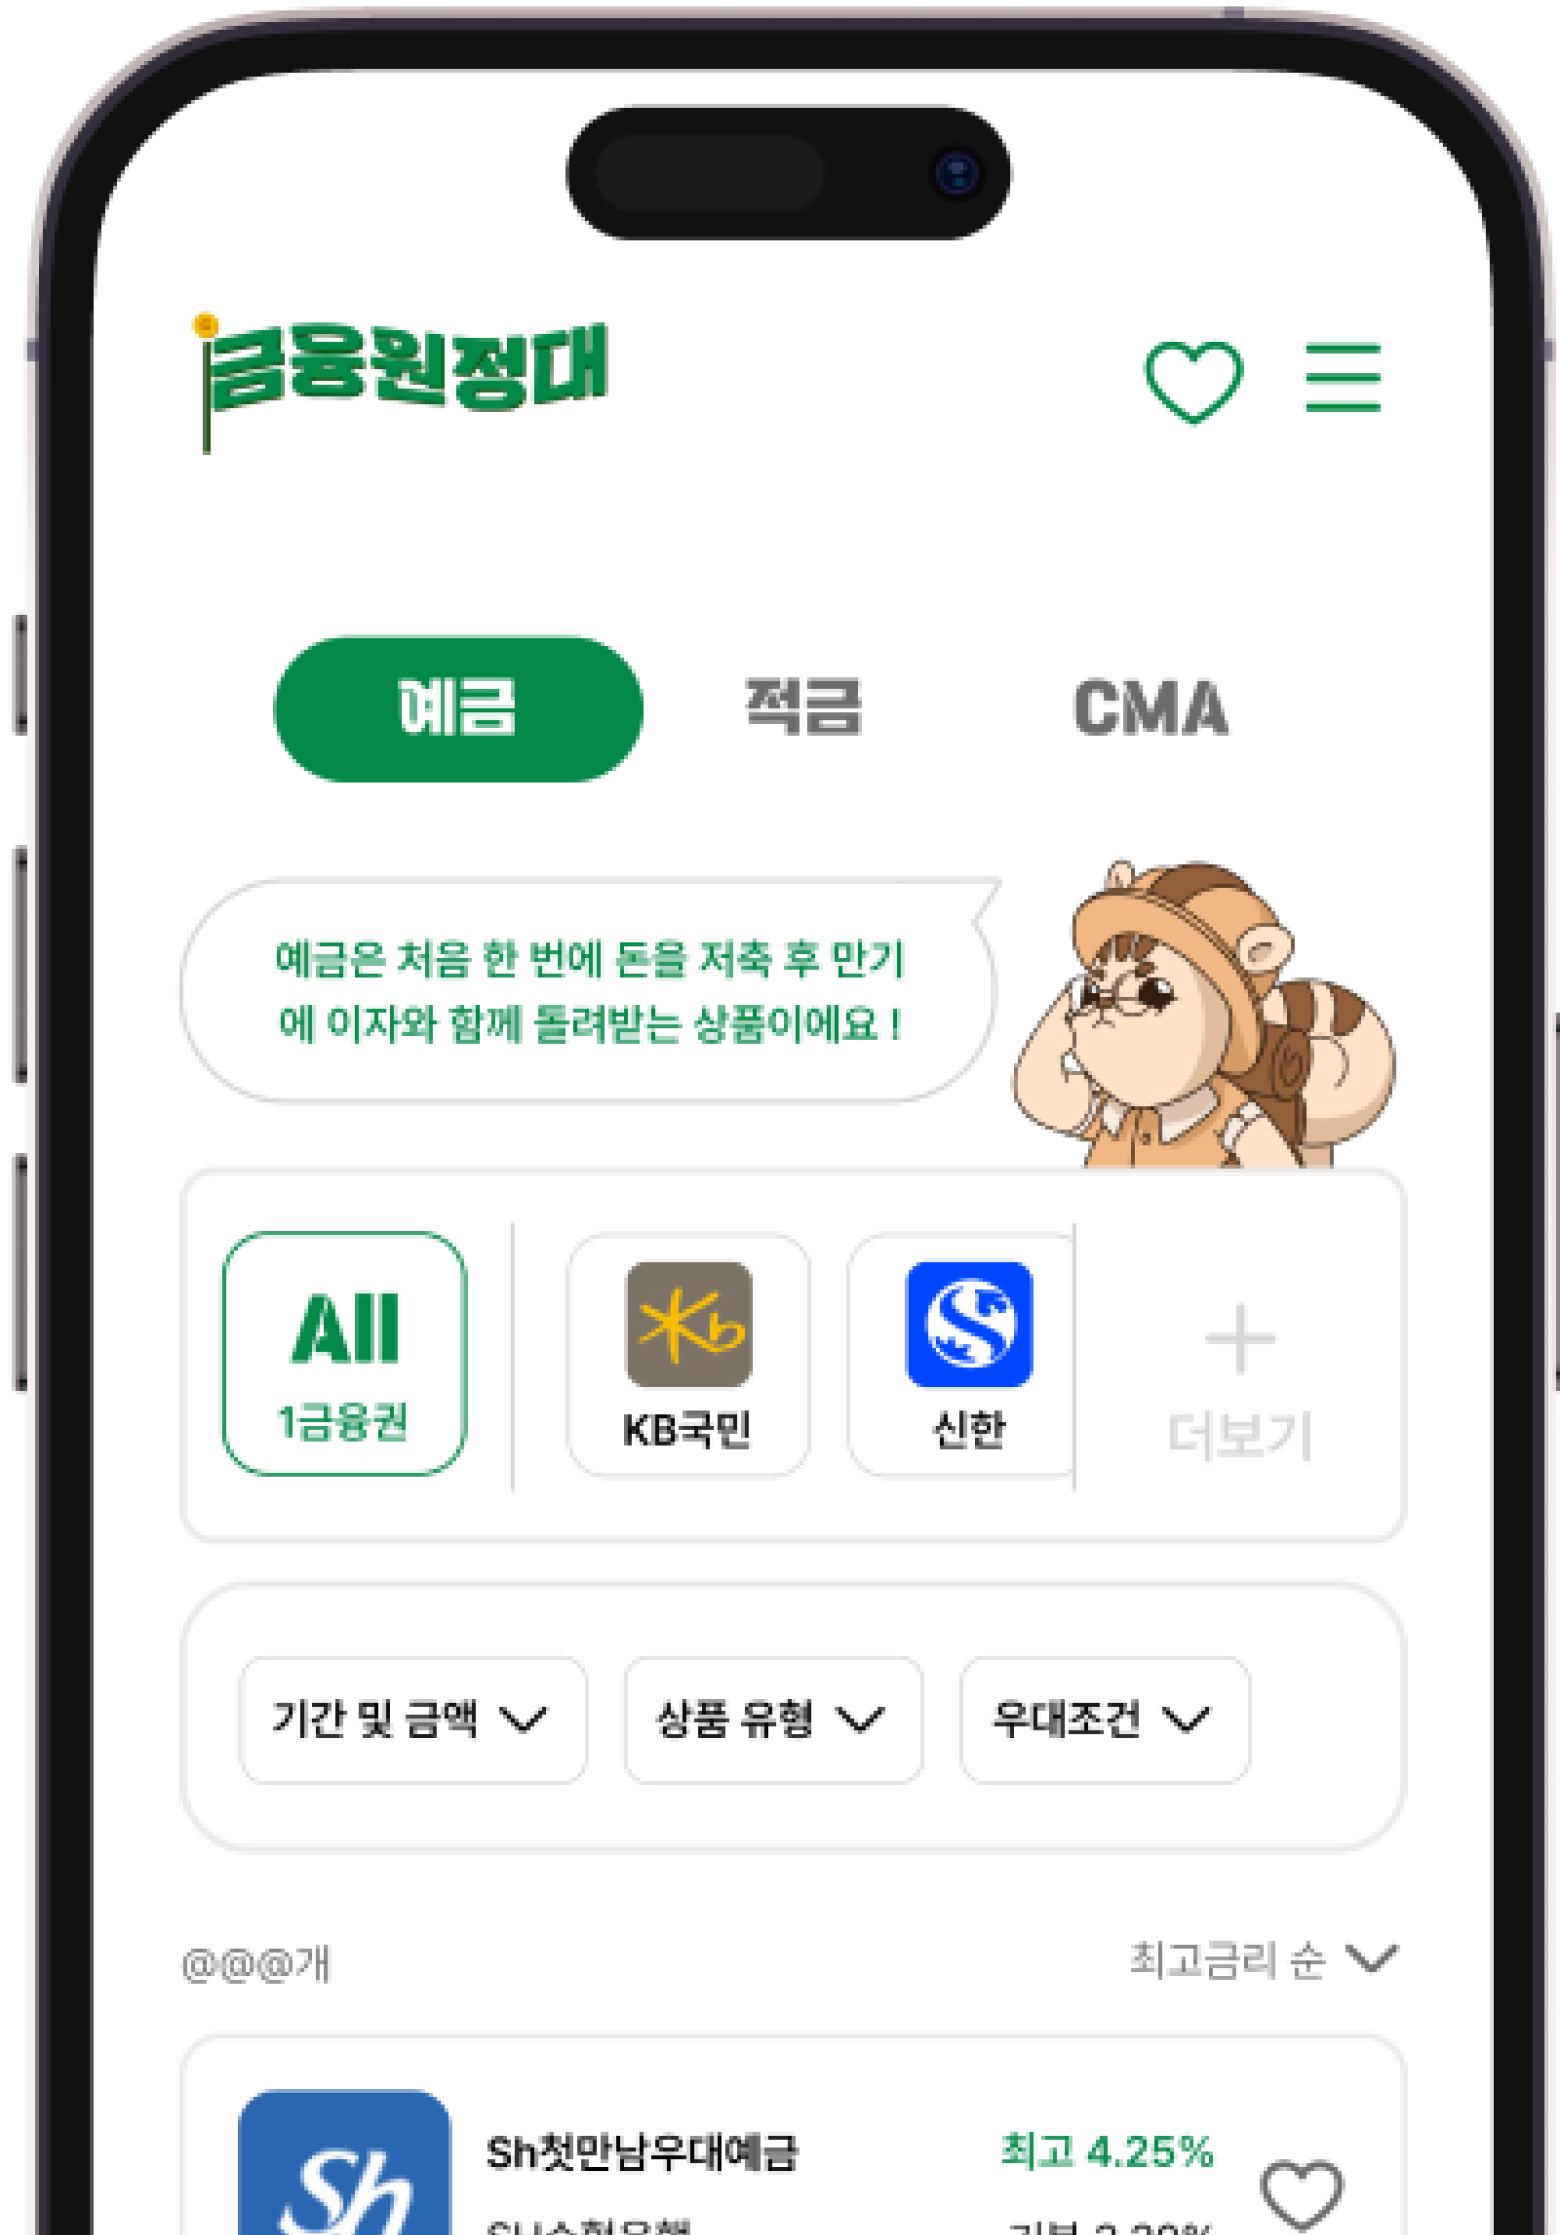 금융원정대
예금 적금 CMA
예금은 처음 한 번에 돈을 저축 후 만기
에 이자와 함께 돌려받는 상품이에요 !
All
1금융권
KB국민
신한
더보기
기간 및 금액 상품 유형 우대조건
@@@개 최고금리 순
Sh첫만남우대예금 최고 4.25%
Sh